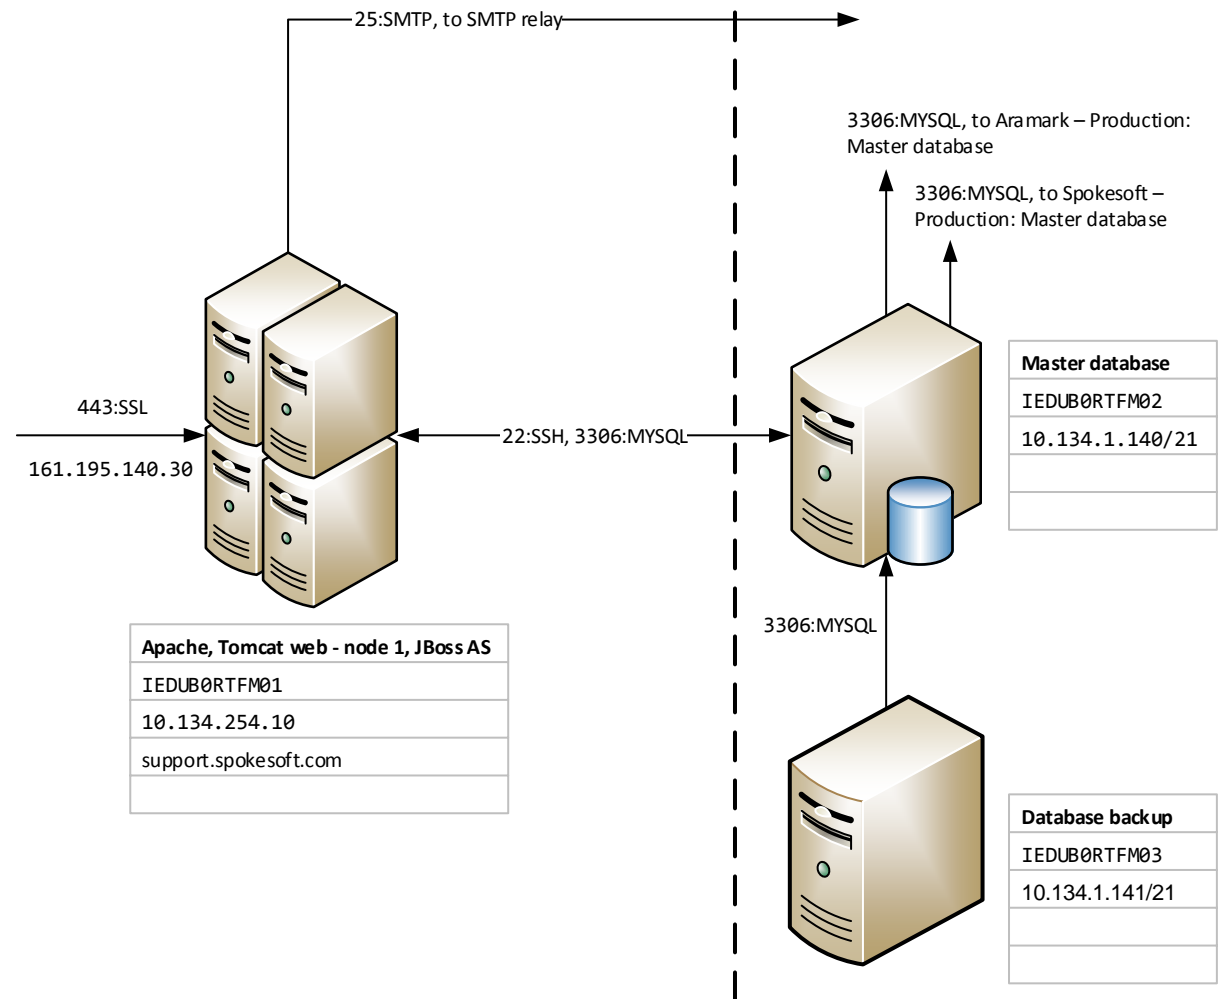 25:SMTP, to SMTP relay
3306:MYSQL, to Aramark – Production:
Master database
3306:MYSQL, to Spokesoft –
Production: Master database
443:SSL
161.195.140.30
22:SSH, 3306:MYSQL
Master database
IEDUB0RTFM02
10.134.1.140/21
3306:MYSQL
Apache, Tomcat web - node 1, JBoss AS
IEDUB0RTFM01
10.134.254.10
support.spokesoft.com
Database backup
IEDUB0RTFM03
10.134.1.141/21